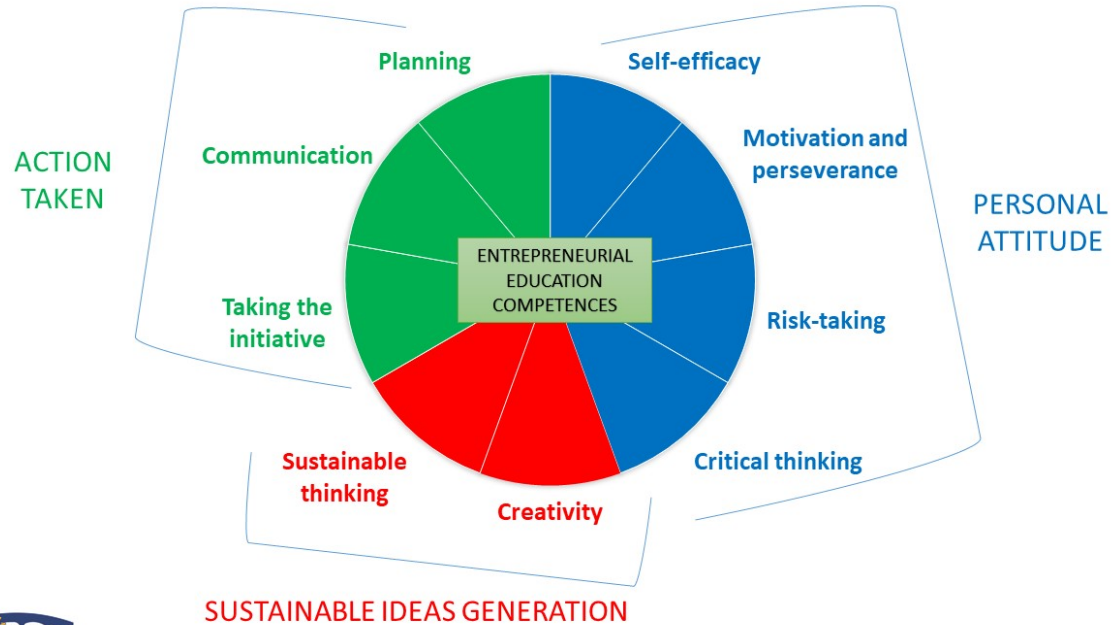 Planning
Self-efficacy
Communication
Motivation and
perseverance
ACTION
TAKEN
PERSONAL
ATTITUDE
ENTREPRENEURIAL
EDUCATION
COMPETENCES
Taking the
initiative
Risk-taking
Sustainable
thinking
Critical thinking
Creativity
SUSTAINABLE IDEAS GENERATION